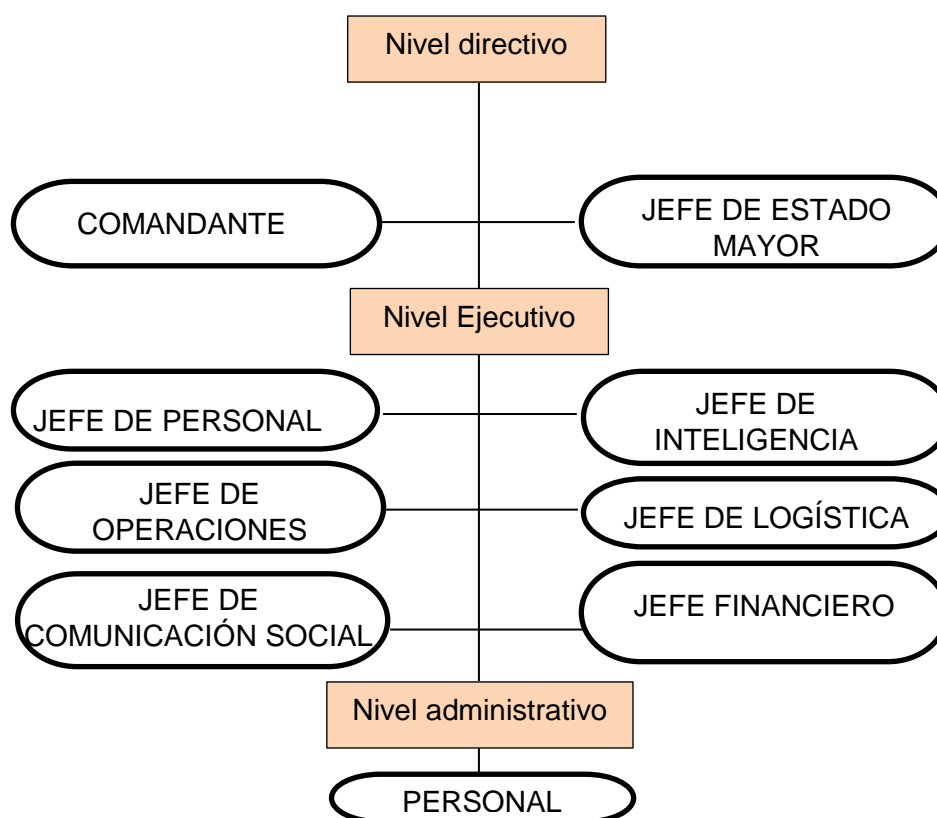 Nivel directivo
COMANDANTE
JEFE DE ESTADO
MAYOR
Nivel Ejecutivo
JEFE DE PERSONAL
JEFE DE
INTELIGENCIA
JEFE DE
OPERACIONES
JEFE DE LOGÍSTICA
JEFE DE
COMUNICACIÓN SOCIAL
JEFE FINANCIERO
Nivel administrativo
PERSONAL